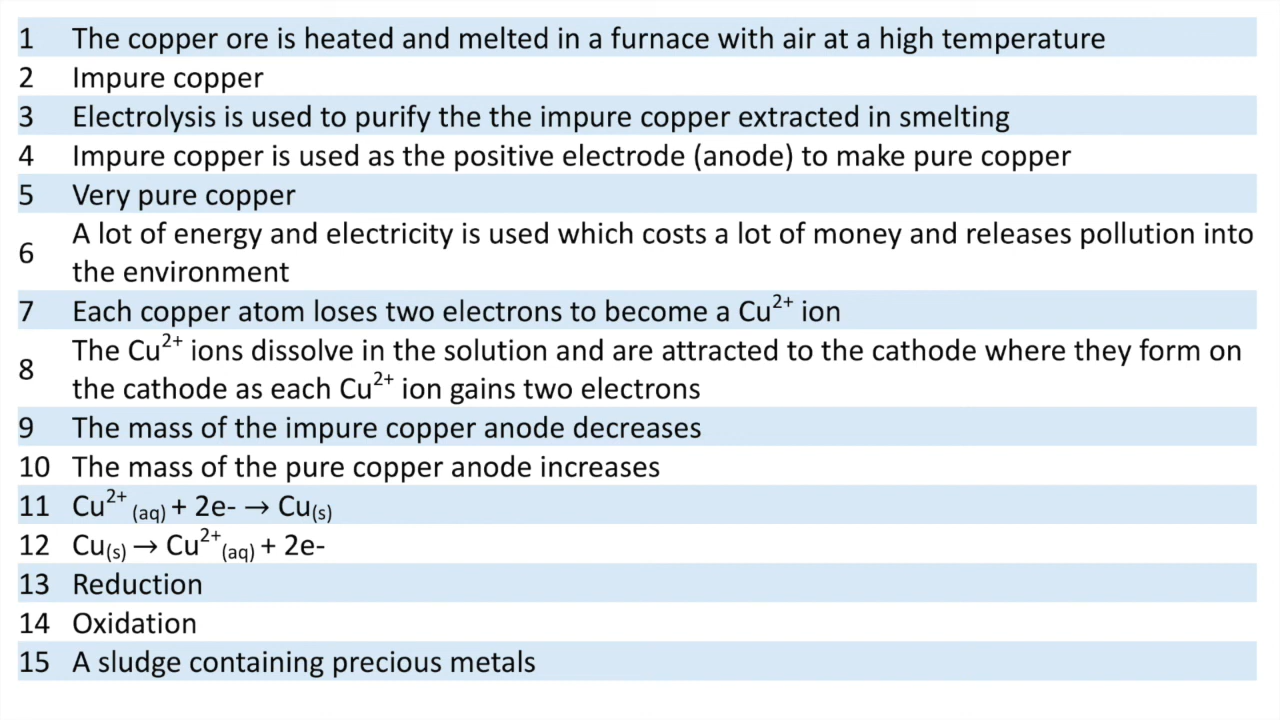 1 The copper ore is heated and melted in a furnace with air at a high temperature
2 Impure copper
3 Electrolysis is used to purify the the impure copper extracted in smelting
4 Impure copper is used as the positive electrode (anode) to make pure copper
5 Very pure copper
6 A lot of energy and electricity is used which costs a lot of money and releases pollution into
the environment
7 Each copper atom loses two electrons to become a Cu²⁺ ion
8 The Cu²⁺ ions dissolve in the solution and are attracted to the cathode where they form on
the cathode as each Cu²⁺ ion gains two electrons
9 The mass of the impure copper anode decreases
10 The mass of the pure copper anode increases
11 Cu²⁺ (aq) + 2e- → Cu(s)
12 Cu(s) → Cu²⁺(aq) + 2e-
13 Reduction
14 Oxidation
15 A sludge containing precious metals